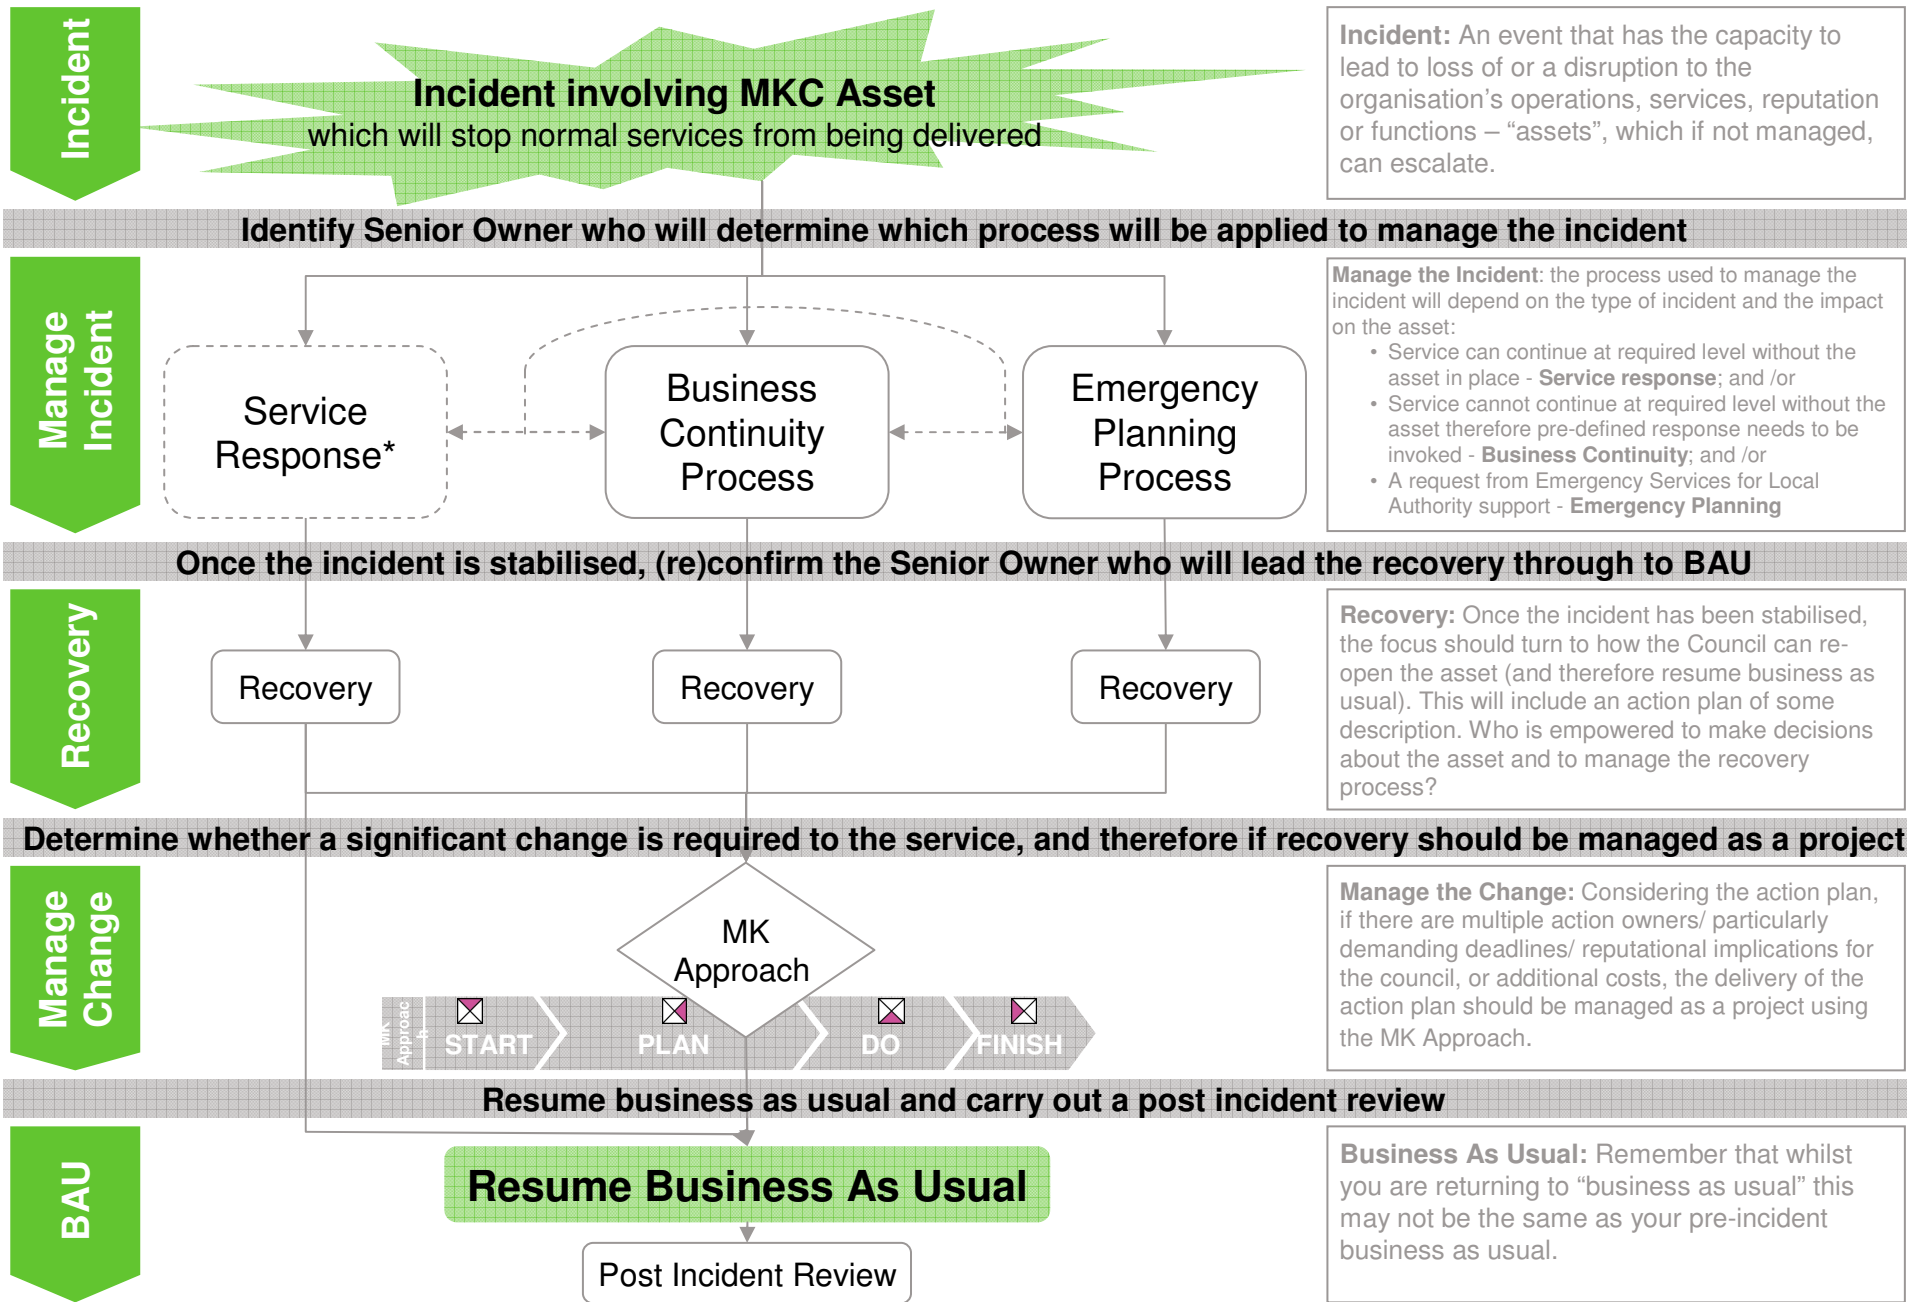 Incident
Incident involving MKC Asset
which will stop normal services from being delivered
Incident: An event that has the capacity to
lead to loss of or a disruption to the
organisation’s operations, services, reputation
or functions – “assets”, which if not managed,
can escalate.
Identify Senior Owner who will determine which process will be applied to manage the incident
Manage
Incident
Service
Response*
Business
Continuity
Process
Emergency
Planning
Process
Manage the Incident: the process used to manage the
incident will depend on the type of incident and the impact
on the asset:
• Service can continue at required level without the
asset in place - Service response; and /or
• Service cannot continue at required level without the
asset therefore pre-defined response needs to be
invoked - Business Continuity; and /or
• A request from Emergency Services for Local
Authority support - Emergency Planning
Once the incident is stabilised, (re)confirm the Senior Owner who will lead the recovery through to BAU
Recovery
Recovery
Recovery
Recovery
Recovery: Once the incident has been stabilised,
the focus should turn to how the Council can re-
open the asset (and therefore resume business as
usual). This will include an action plan of some
description. Who is empowered to make decisions
about the asset and to manage the recovery
process?
Determine whether a significant change is required to the service, and therefore if recovery should be managed as a project
Manage
Change
MK
Approach
MK
Approac
h
START
PLAN
DO
FINISH
Manage the Change: Considering the action plan,
if there are multiple action owners/ particularly
demanding deadlines/ reputational implications for
the council, or additional costs, the delivery of the
action plan should be managed as a project using
the MK Approach.
Resume business as usual and carry out a post incident review
BAU
Resume Business As Usual
Post Incident Review
Business As Usual: Remember that whilst
you are returning to “business as usual” this
may not be the same as your pre-incident
business as usual.